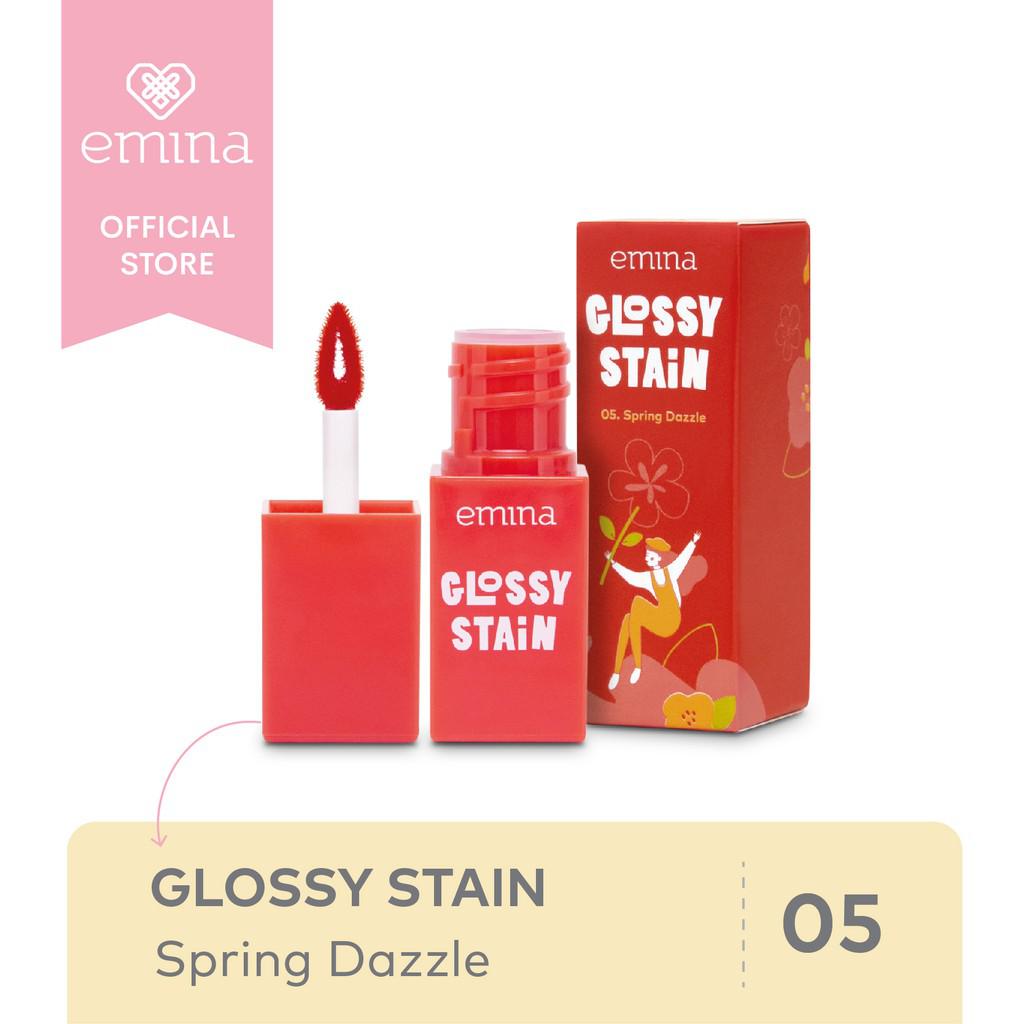 emina
OFFICIAL
STORE
emina
GLOSSY
STAiN
05. Spring Dazzle
emina
GLOSSY
STAiN
GLOSSY STAIN
Spring Dazzle
05